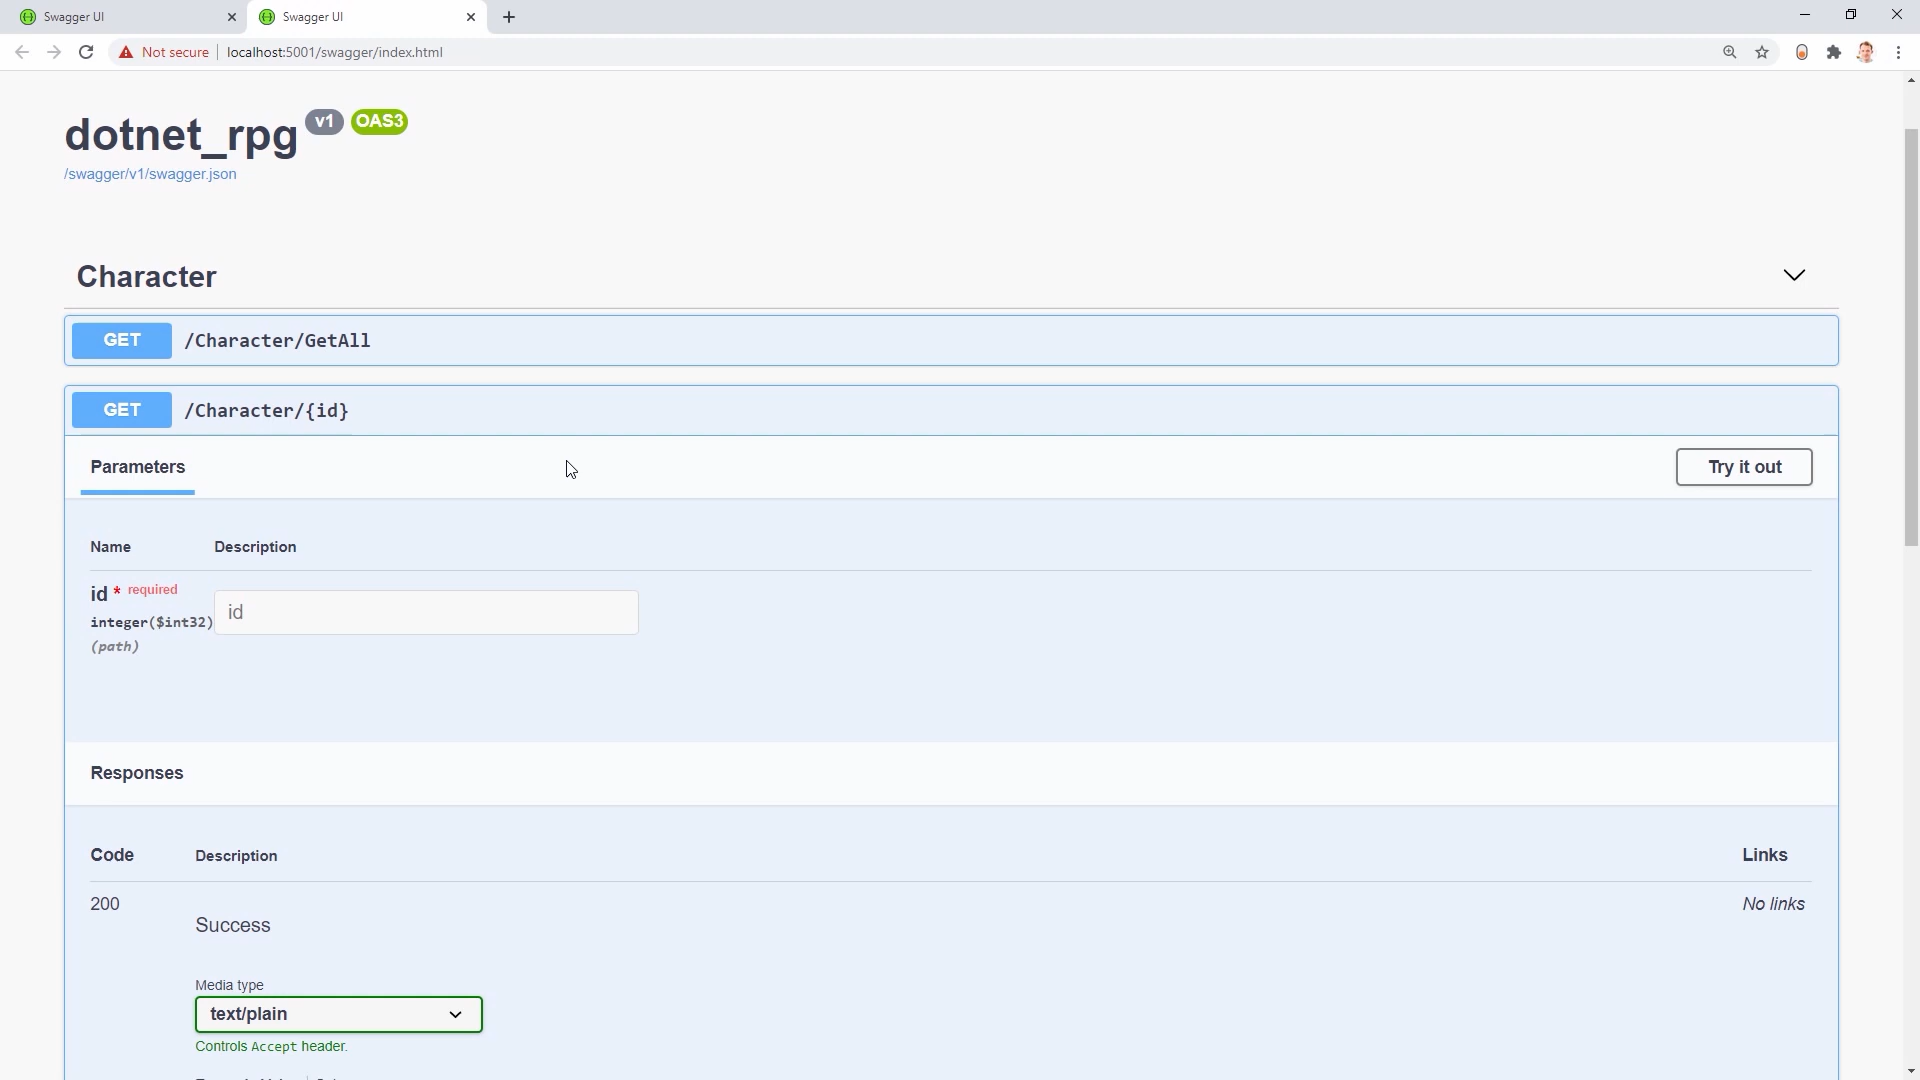 Swagger UI
Swagger UI
Not secure
localhost:5001/swagger/index.html
dotnet_rpg v1 OAS3
/swagger/v1/swagger.json
Character
GET /Character/GetAll
GET /Character/{id}
Parameters
Try it out
Name Description
id * required
id
integer($int32)
(path)
Responses
Code Description Links
200
No links
Success
Media type
text/plain
Controls Accept header.